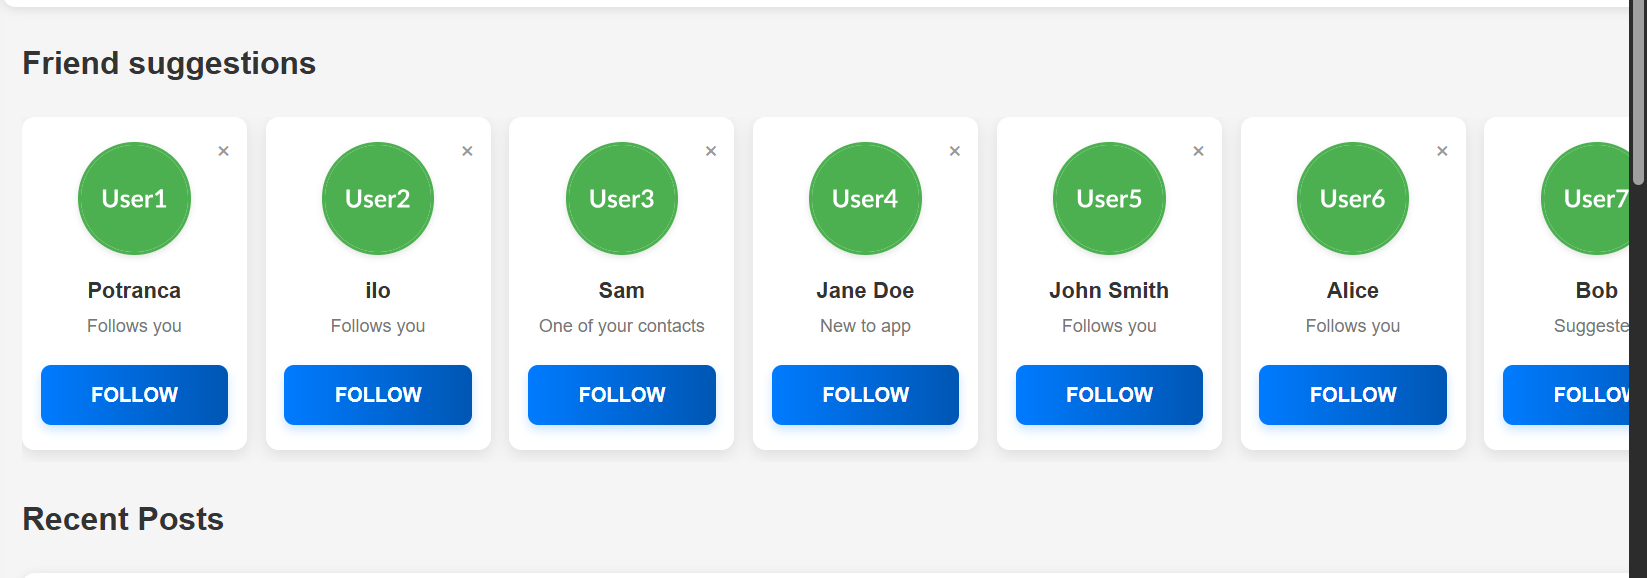 Friend suggestions
× × × × × ×
User1 User2 User3 User4 User5 User6 User7
Potranca ilo Sam Jane Doe John Smith Alice Bob
Follows you Follows you One of your contacts New to app Follows you Follows you Suggeste
FOLLOW FOLLOW FOLLOW FOLLOW FOLLOW FOLLOW FOLLOW
Recent Posts